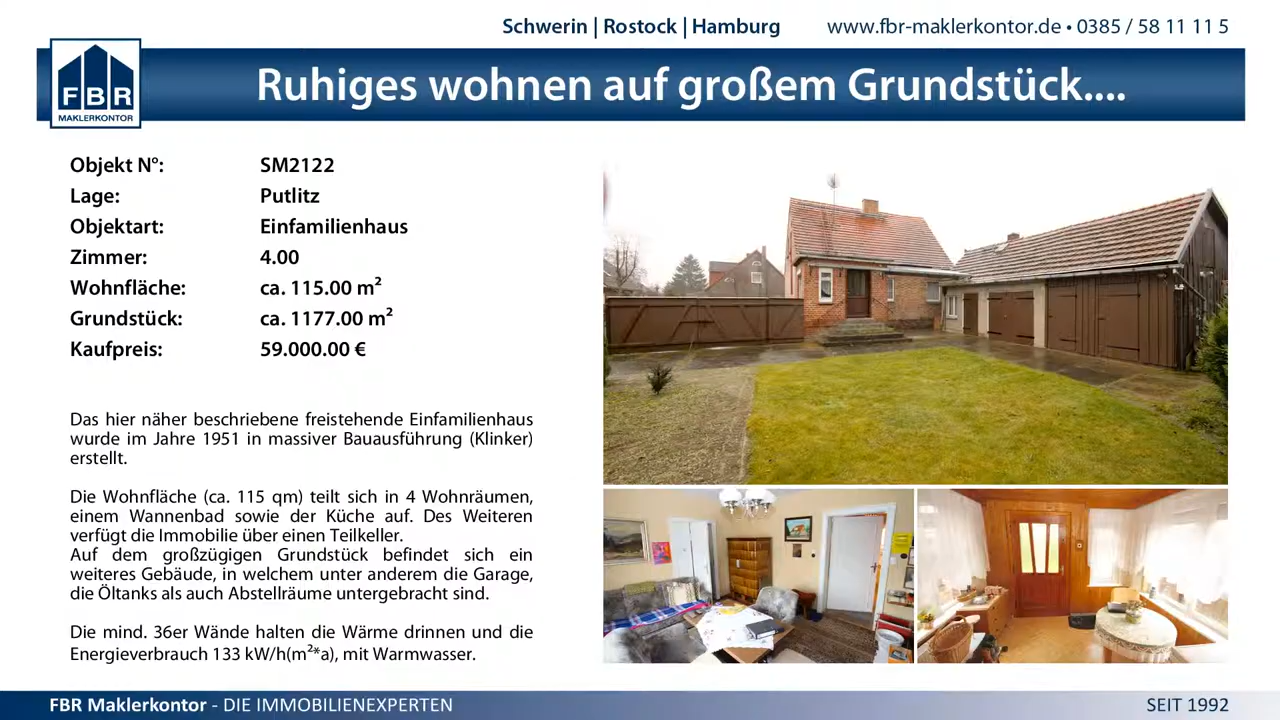 Schwerin | Rostock | Hamburg www.fbr-maklerkontor.de • 0385 / 58 11 11 5
FBR
MAKLERKONTOR
Ruhiges wohnen auf großem Grundstück....
Objekt N°: SM2122
Lage: Putlitz
Objektart: Einfamilienhaus
Zimmer: 4.00
Wohnfläche: ca. 115.00 m²
Grundstück: ca. 1177.00 m²
Kaufpreis: 59.000.00 €
Das hier näher beschriebene freistehende Einfamilienhaus
wurde im Jahre 1951 in massiver Bauausführung (Klinker)
erstellt.
Die Wohnfläche (ca. 115 qm) teilt sich in 4 Wohnräumen,
einem Wannenbad sowie der Küche auf. Des Weiteren
verfügt die Immobilie über einen Teilkeller.
Auf dem großzügigen Grundstück befindet sich ein
weiteres Gebäude, in welchem unter anderem die Garage,
die Öltanks als auch Abstellräume untergebracht sind.
Die mind. 36er Wände halten die Wärme drinnen und die
Energieverbrauch 133 kW/h(m²*a), mit Warmwasser.
FBR Maklerkontor - DIE IMMOBILIENEXPERTEN SEIT 1992